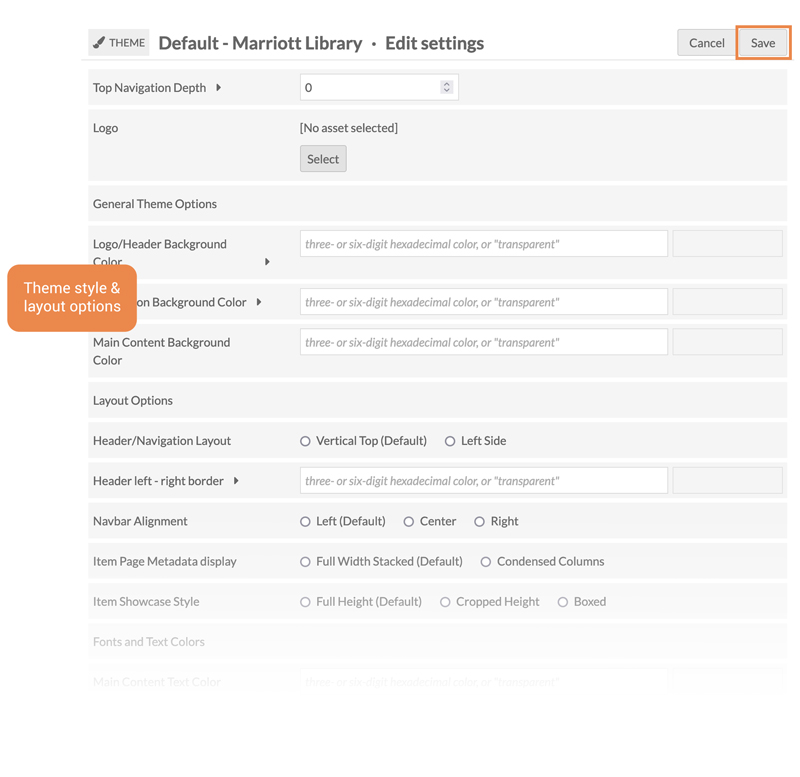 THEME Default - Marriott Library · Edit settings Cancel Save
Top Navigation Depth 0
Logo [No asset selected]
Select
General Theme Options
Logo/Header Background
Color
three- or six-digit hexadecimal color, or "transparent"
Theme style &
layout options
on Background Color three- or six-digit hexadecimal color, or "transparent"
Main Content Background
Color
three- or six-digit hexadecimal color, or "transparent"
Layout Options
Header/Navigation Layout Vertical Top (Default) Left Side
Header left - right border three- or six-digit hexadecimal color, or "transparent"
Navbar Alignment Left (Default) Center Right
Item Page Metadata display Full Width Stacked (Default) Condensed Columns
Item Showcase Style Full Height (Default) Cropped Height Boxed
Fonts and Text Colors
Main Content Text Color three- or six-digit hexadecimal color, or "transparent"